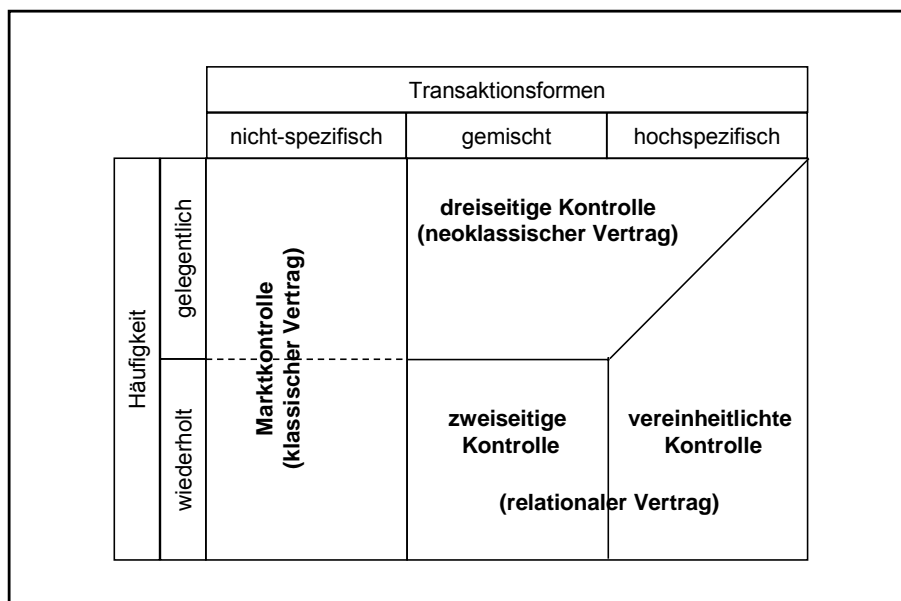 Transaktionsformen
nicht-spezifisch
gemischt
hochspezifisch
Häufigkeit
gelegentlich
wiederholt
Marktkontrolle
(klassischer Vertrag)
dreiseitige Kontrolle
(neoklassischer Vertrag)
zweiseitige
Kontrolle
vereinheitlichte
Kontrolle
(relationaler Vertrag)